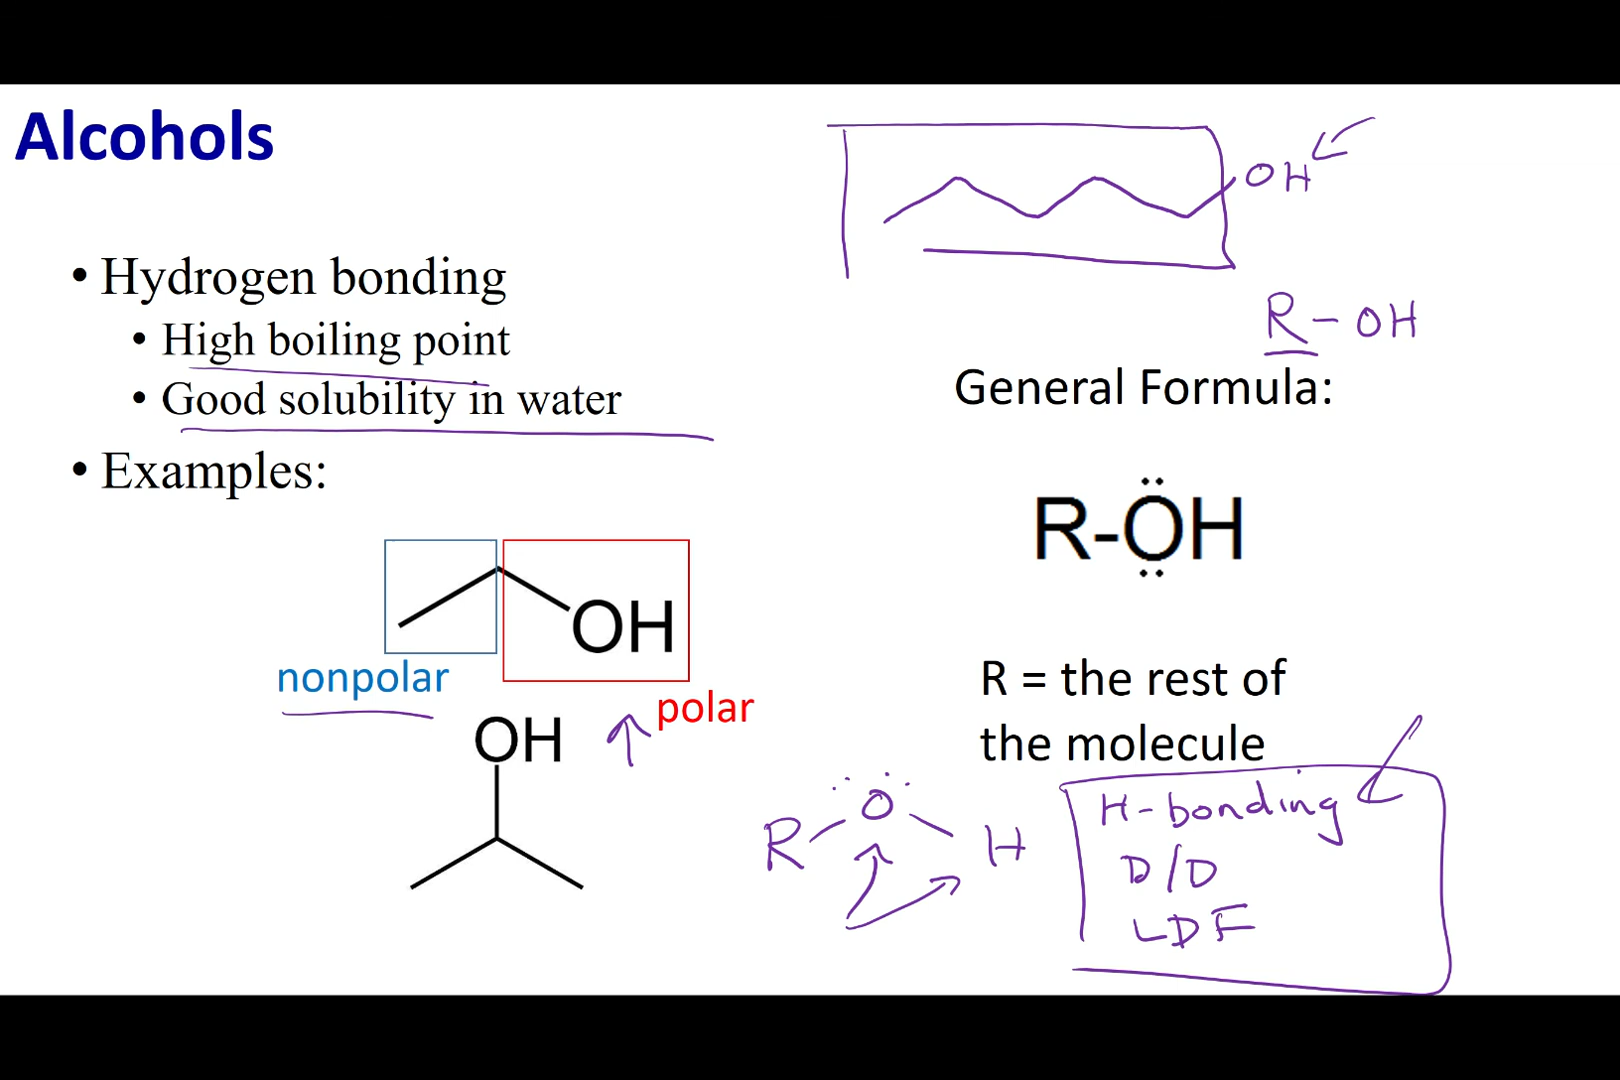 Alcohols
• Hydrogen bonding
• High boiling point
• Good solubility in water
• Examples:
OH
nonpolar
polar
OH
OH
R - OH
General Formula:
R-ÖH
R = the rest of
the molecule
R O H
H-bonding
D/D
LDF